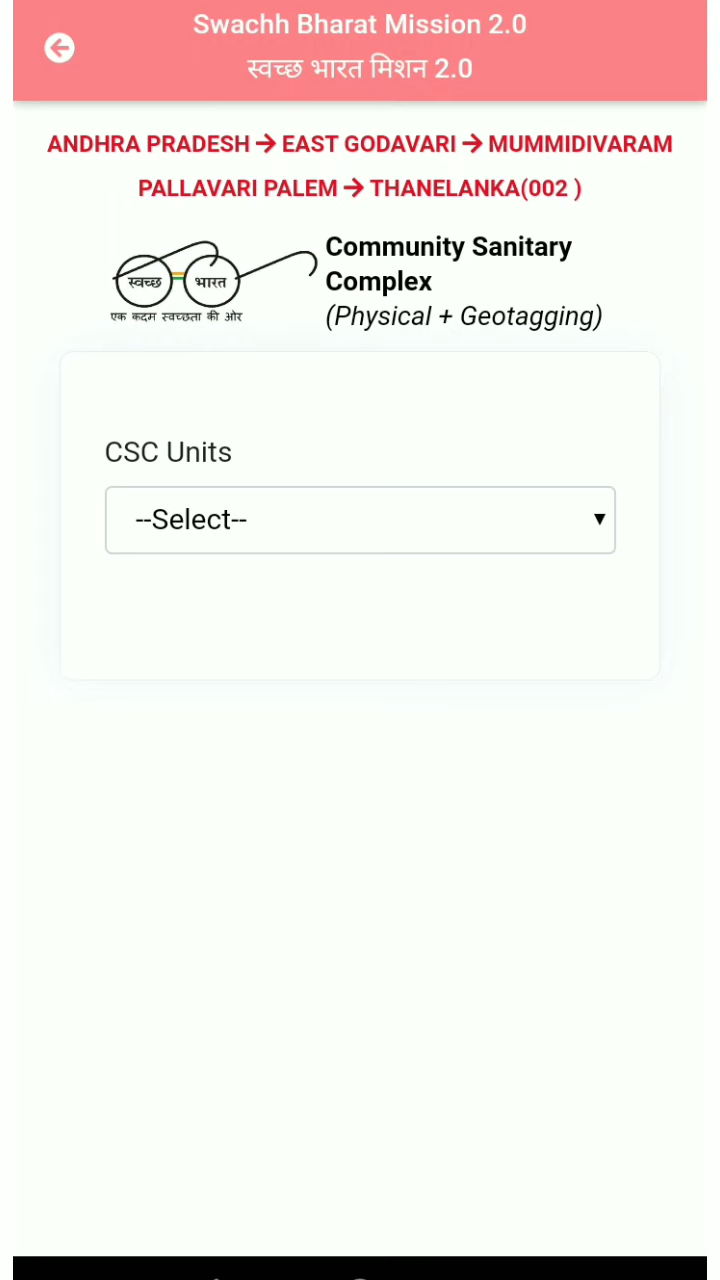 Swachh Bharat Mission 2.0
स्वच्छ भारत मिशन 2.0
ANDHRA PRADESH → EAST GODAVARI → MUMMIDIVARAM
PALLAVARI PALEM → THANELANKA(002 )
स्वच्छ भारत
एक कदम स्वच्छता की ओर
Community Sanitary
Complex
(Physical + Geotagging)
CSC Units
--Select--